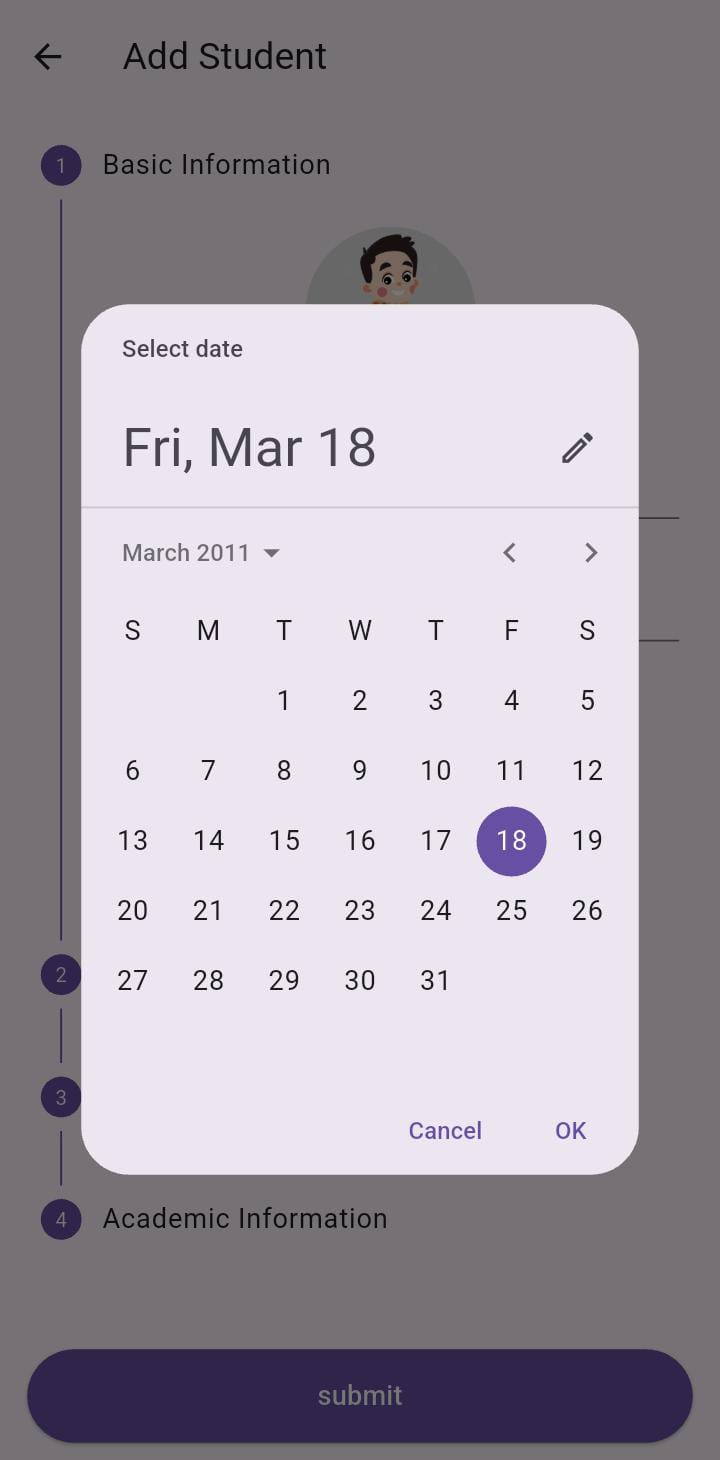 Add Student
1 Basic Information
Select date
Fri, Mar 18
March 2011
S M T W T F S
1 2 3 4 5
6 7 8 9 10 11 12
13 14 15 16 17 18 19
20 21 22 23 24 25 26
2
27 28 29 30 31
3
Cancel OK
4 Academic Information
submit